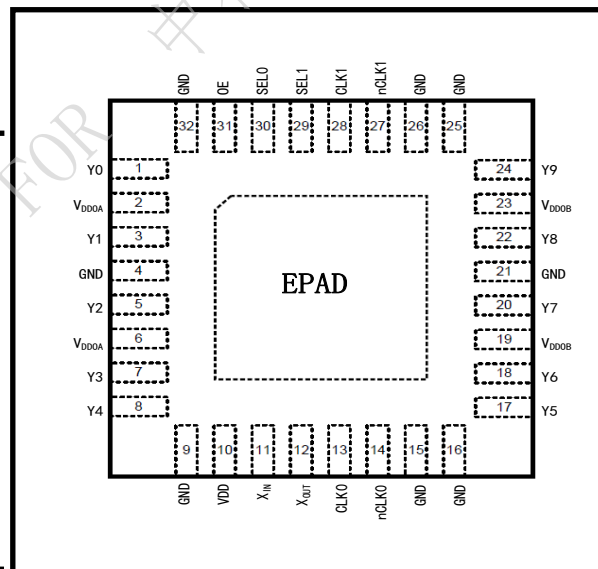 FOR
GND OE SEL0 SEL1 CLK1 nCLK1 GND GND
32 31 30 29 28 27 26 25
Y0 1 24 Y9
VDDOA 2 23 VDDOB
Y1 3 22 Y8
GND 4 21 GND
EPAD
Y2 5 20 Y7
VDDOA 6 19 VDDOB
Y3 7 18 Y6
Y4 8 17 Y5
9 10 11 12 13 14 15 16
GND VDD XIN XOUT CLK0 nCLK0 GND GND